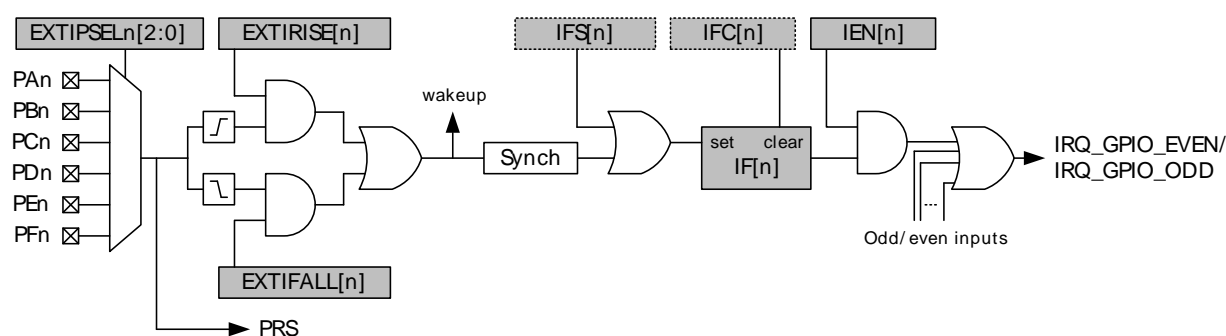 EXTIPSELn[2:0]
EXTIRISE[n]
IFS[n]
IFC[n]
IEN[n]
PAn
PBn
PCn
PDn
PEn
PFn
wakeup
Synch
set clear
IF[n]
IRQ_GPIO_EVEN/
IRQ_GPIO_ODD
...
Odd/even inputs
EXTIFALL[n]
PRS